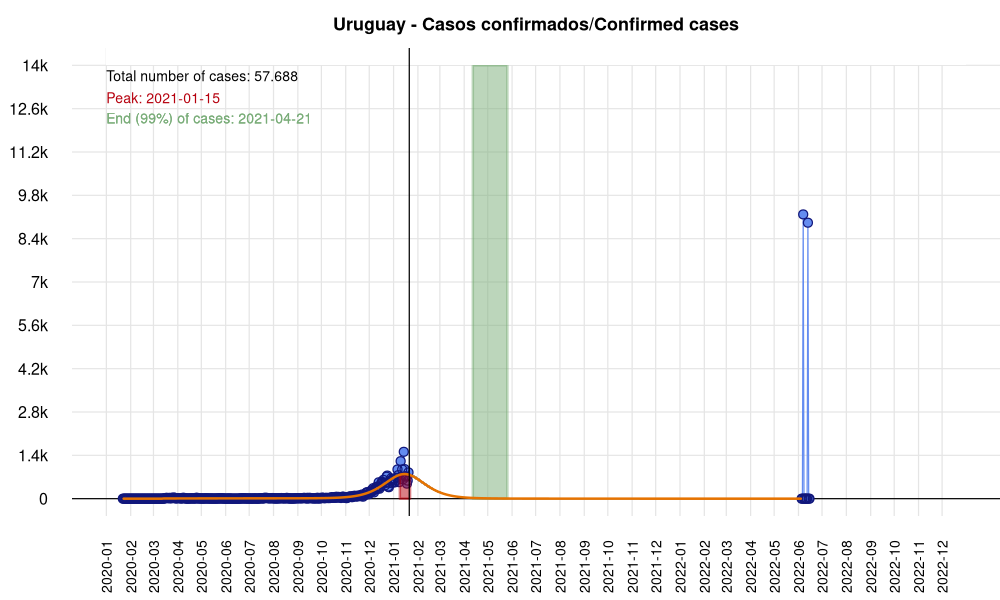 Uruguay - Casos confirmados/Confirmed cases
14k
12.6k
11.2k
9.8k
8.4k
7k
5.6k
4.2k
2.8k
1.4k
0
Total number of cases: 57.688
Peak: 2021-01-15
End (99%) of cases: 2021-04-21
2020-01
2020-02
2020-03
2020-04
2020-05
2020-06
2020-07
2020-08
2020-09
2020-10
2020-11
2020-12
2021-01
2021-02
2021-03
2021-04
2021-05
2021-06
2021-07
2021-08
2021-09
2021-10
2021-11
2021-12
2022-01
2022-02
2022-03
2022-04
2022-05
2022-06
2022-07
2022-08
2022-09
2022-10
2022-11
2022-12